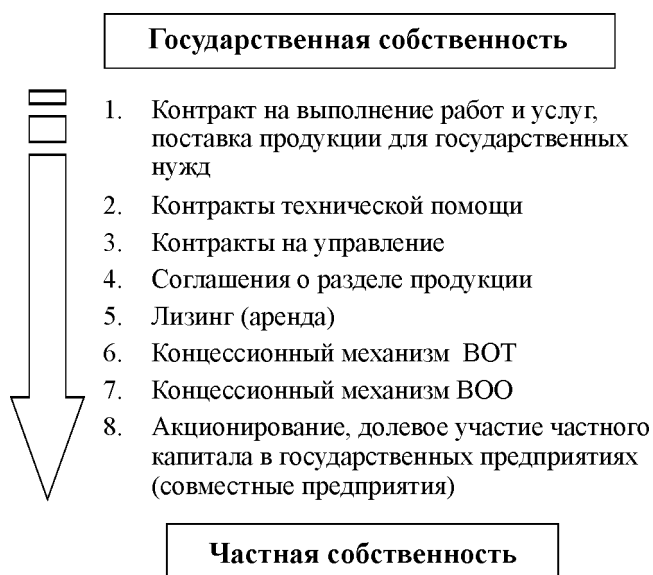 Государственная собственность
1. Контракт на выполнение работ и услуг,
поставка продукции для государственных
нужд
2. Контракты технической помощи
3. Контракты на управление
4. Соглашения о разделе продукции
5. Лизинг (аренда)
6. Концессионный механизм ВОТ
7. Концессионный механизм ВОО
8. Акционирование, долевое участие частного
капитала в государственных предприятиях
(совместные предприятия)
Частная собственность